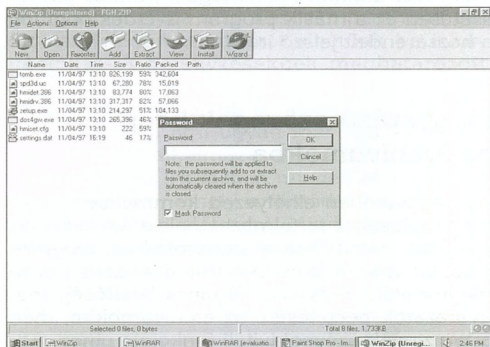 WinZip (Unregistered) - FGH.ZIP
File Actions Options Help
New Open Favorites Add Extract View Install Wizard
Name Date Time Size Ratio Packed Path
tomb.exe 11/04/97 13:10 826,199 59% 342,604
spd3d-uc 11/04/97 13:10 67,280 76% 15,819
hmidet.386 11/04/97 13:10 83,774 80% 17,063
hmidrv.386 11/04/97 13:10 317,317 82% 57,866
setup.exe 11/04/97 13:10 214,297 51% 104,133
dos4gw.exe 11/04/97 13:10 265,396 46%
hmiset.cfg 11/04/97 13:10 222 59%
settings.dat 11/04/97 16:19 46 17%
Password
Password:
OK
Cancel
Help
Note: the password will be applied to
files you subsequently add to or extract
from the current archive, and will be
automatically cleared when the archive
is closed.
Mask Password
Selected 0 files, 0 bytes Total 8 files, 1,733KB
Start WinZip WinRAR WinRAR (evaluatio... Paint Shop Pro - Im... WinZip (Unregi... 2:46 PM